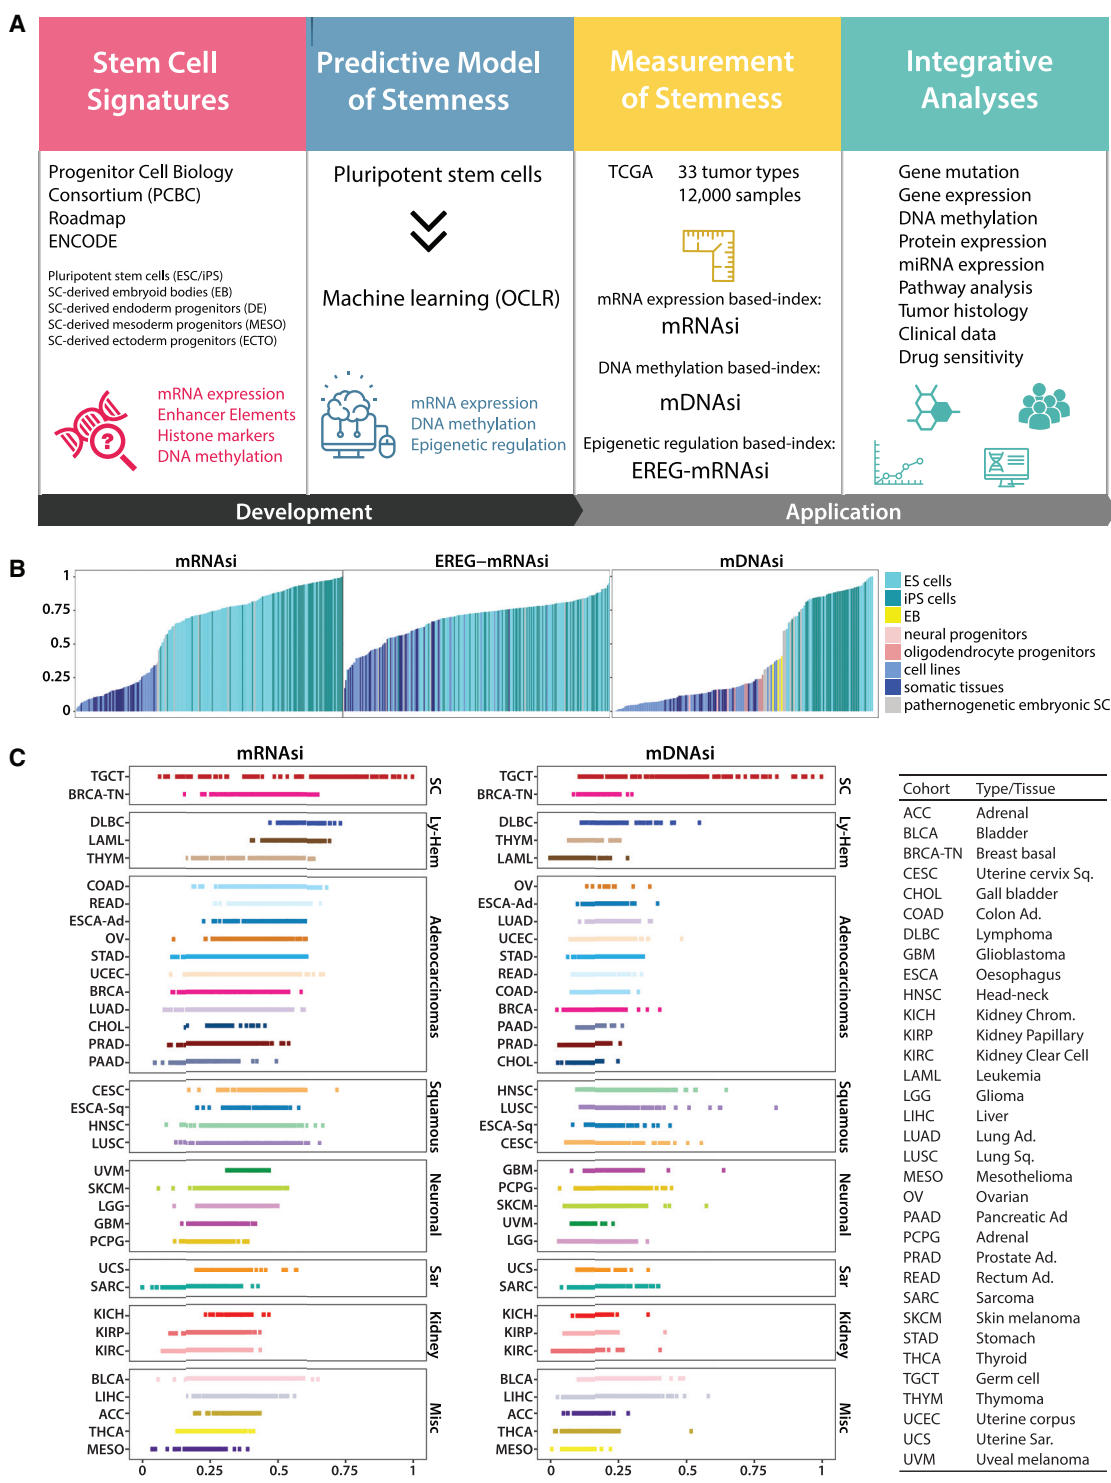 A
Stem Cell
Signatures
Predictive Model
of Stemness
Measurement
of Stemness
Integrative
Analyses
Progenitor Cell Biology
Consortium (PCBC)
Roadmap
ENCODE
Pluripotent stem cells (ESC/iPS)
SC-derived embryoid bodies (EB)
SC-derived endoderm progenitors (DE)
SC-derived mesoderm progenitors (MESO)
SC-derived ectoderm progenitors (ECTO)
?
mRNA expression
Enhancer Elements
Histone markers
DNA methylation
Pluripotent stem cells
Machine learning (OCLR)
mRNA expression
DNA methylation
Epigenetic regulation
TCGA 33 tumor types
12,000 samples
mRNA expression based-index:
mRNAsi
DNA methylation based-index:
mDNAsi
Epigenetic regulation based-index:
EREG-mRNAsi
Gene mutation
Gene expression
DNA methylation
Protein expression
miRNA expression
Pathway analysis
Tumor histology
Clinical data
Drug sensitivity
Development
Application
B
mRNAsi
EREG–mRNAsi
mDNAsi
1
0.75
0.5
0.25
0
ES cells
iPS cells
EB
neural progenitors
oligodendrocyte progenitors
cell lines
somatic tissues
pathernogenetic embryonic SC
C
mRNAsi
TGCT
BRCA-TN
SC
DLBC
LAML
THYM
Ly-Hem
COAD
READ
ESCA-Ad
OV
STAD
UCEC
BRCA
LUAD
CHOL
PRAD
PAAD
Adenocarcinomas
CESC
ESCA-Sq
HNSC
LUSC
Squamous
UVM
SKCM
LGG
GBM
PCPG
Neuronal
UCS
SARC
Sar
KICH
KIRP
KIRC
Kidney
BLCA
LIHC
ACC
THCA
MESO
Misc
0 0.25 0.5 0.75 1
mDNAsi
TGCT
BRCA-TN
SC
DLBC
THYM
LAML
Ly-Hem
OV
ESCA-Ad
LUAD
UCEC
STAD
READ
COAD
BRCA
PAAD
PRAD
CHOL
Adenocarcinomas
HNSC
LUSC
ESCA-Sq
CESC
Squamous
GBM
PCPG
SKCM
UVM
LGG
Neuronal
UCS
SARC
Sar
KICH
KIRP
KIRC
Kidney
BLCA
LIHC
ACC
THCA
MESO
Misc
0 0.25 0.5 0.75 1
Cohort Type/Tissue
ACC Adrenal
BLCA Bladder
BRCA-TN Breast basal
CESC Uterine cervix Sq.
CHOL Gall bladder
COAD Colon Ad.
DLBC Lymphoma
GBM Glioblastoma
ESCA Oesophagus
HNSC Head-neck
KICH Kidney Chrom.
KIRP Kidney Papillary
KIRC Kidney Clear Cell
LAML Leukemia
LGG Glioma
LIHC Liver
LUAD Lung Ad.
LUSC Lung Sq.
MESO Mesothelioma
OV Ovarian
PAAD Pancreatic Ad
PCPG Adrenal
PRAD Prostate Ad.
READ Rectum Ad.
SARC Sarcoma
SKCM Skin melanoma
STAD Stomach
THCA Thyroid
TGCT Germ cell
THYM Thymoma
UCEC Uterine corpus
UCS Uterine Sar.
UVM Uveal melanoma